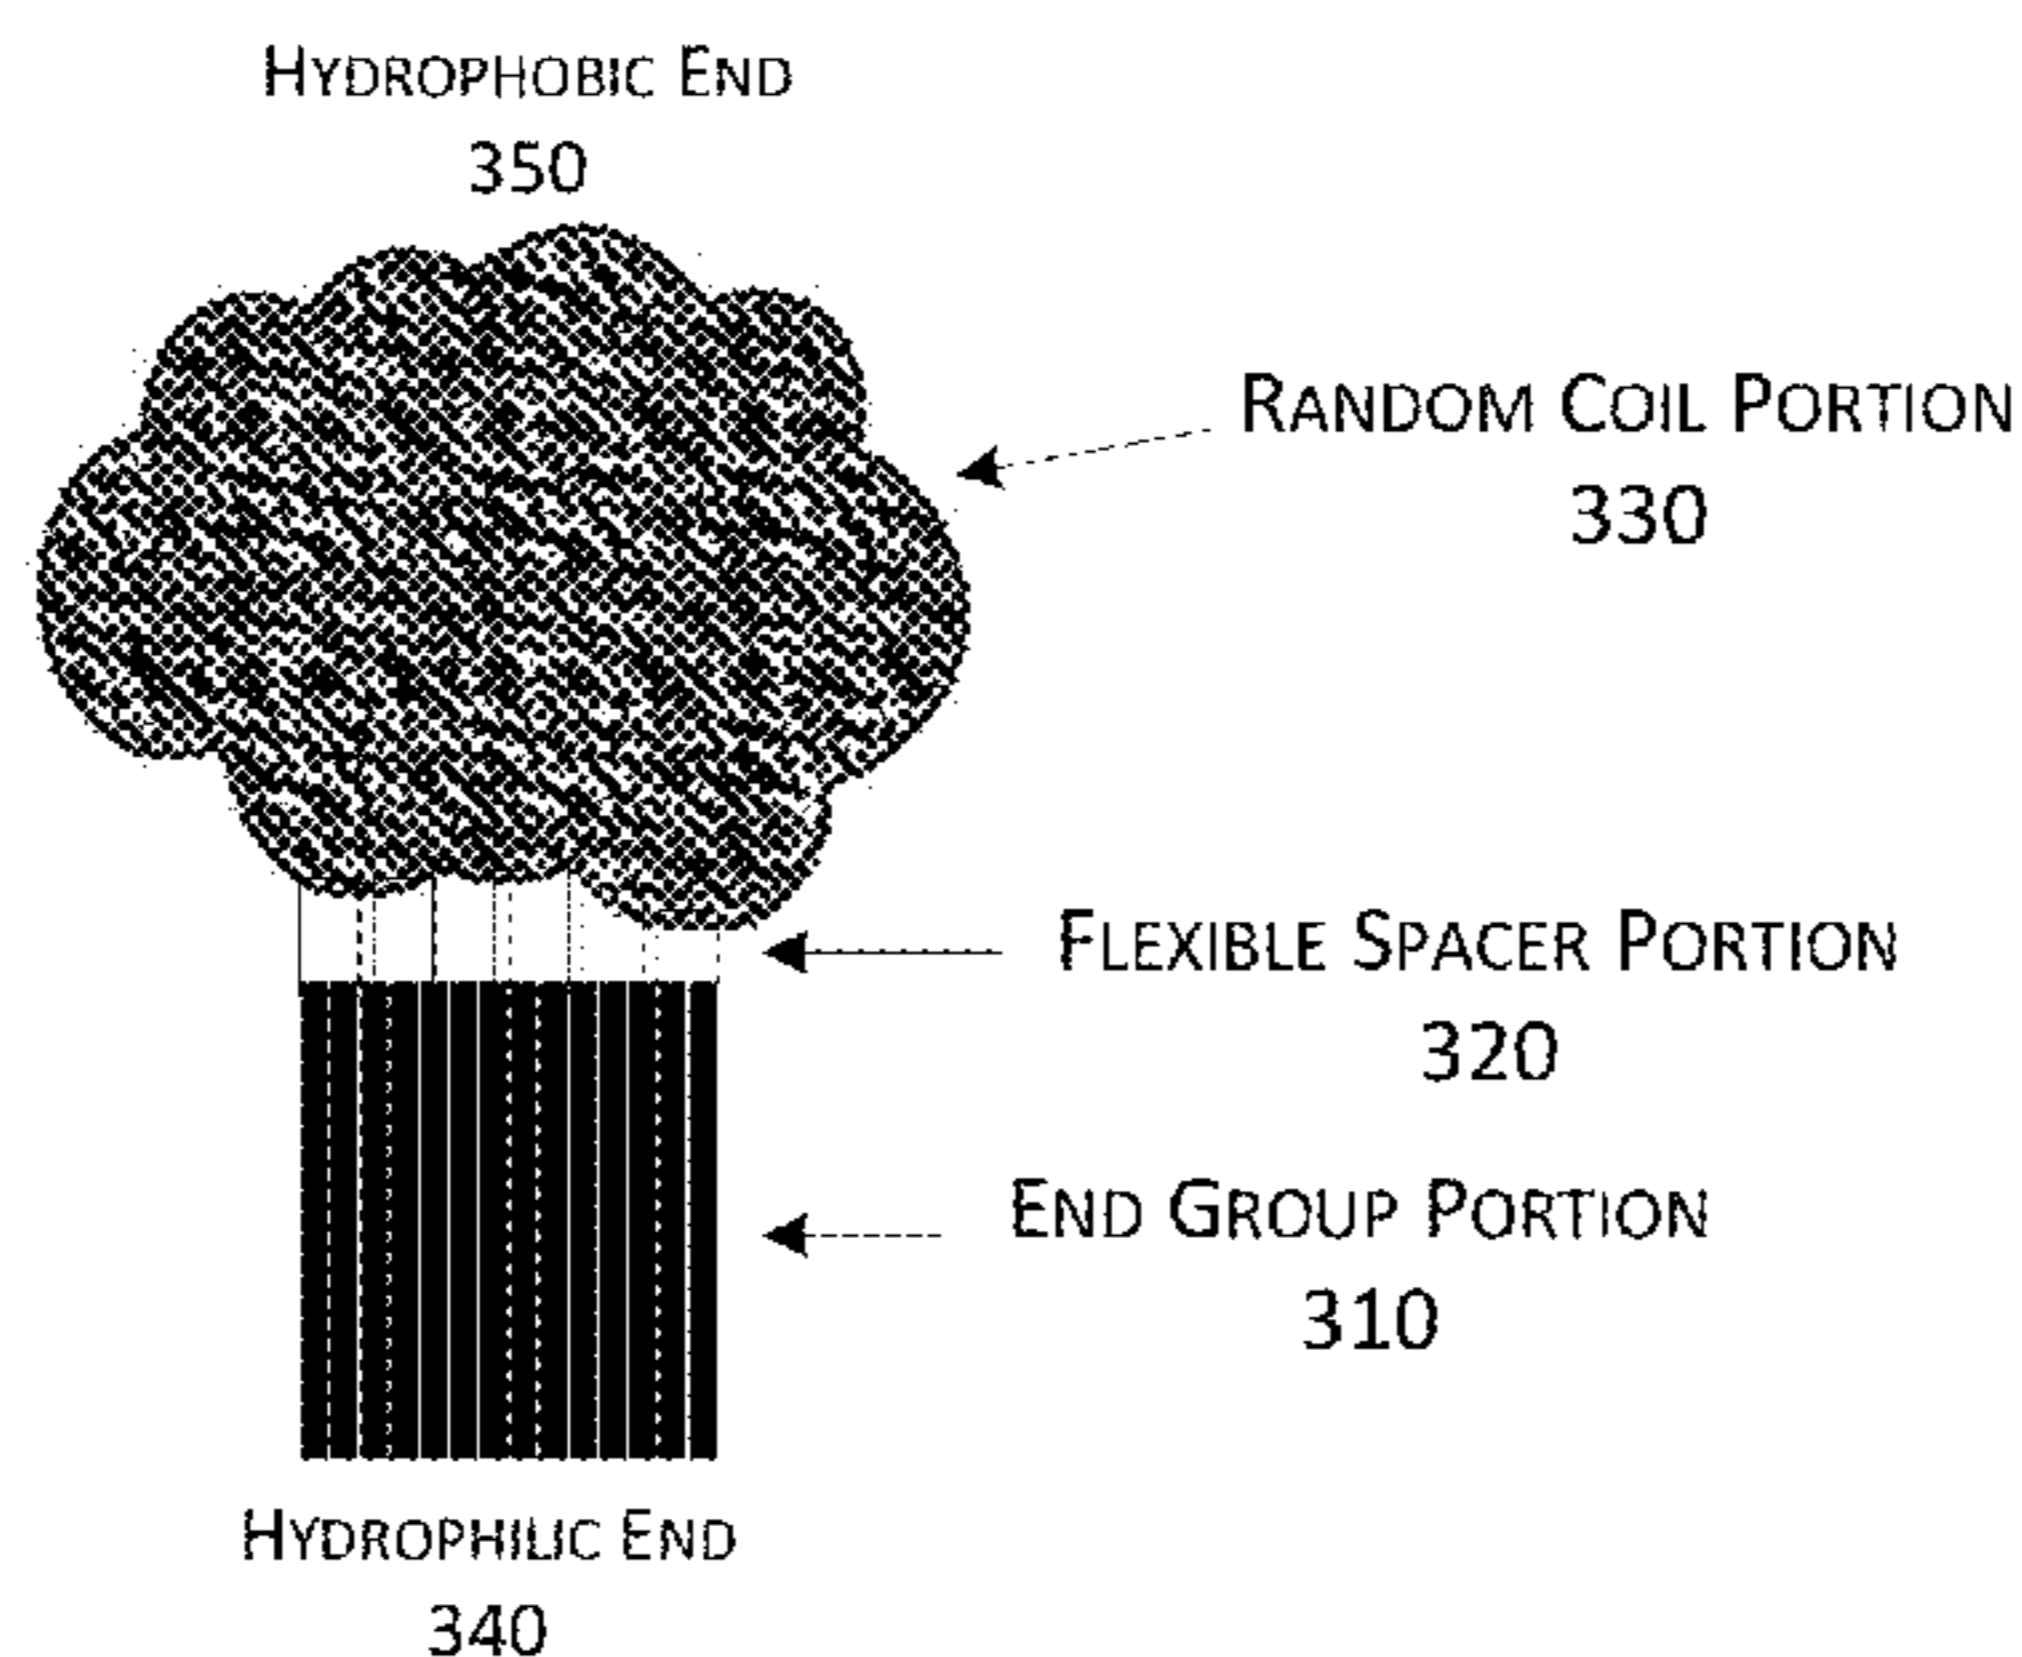 HYDROPHOBIC END
350
RANDOM COIL PORTION
330
FLEXIBLE SPACER PORTION
320
END GROUP PORTION
310
HYDROPHILIC END
340